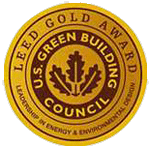 LEED GOLD AWARD
U.S. GREEN BUILDING
COUNCIL
LEADERSHIP IN ENERGY & ENVIRONMENTAL DESIGN